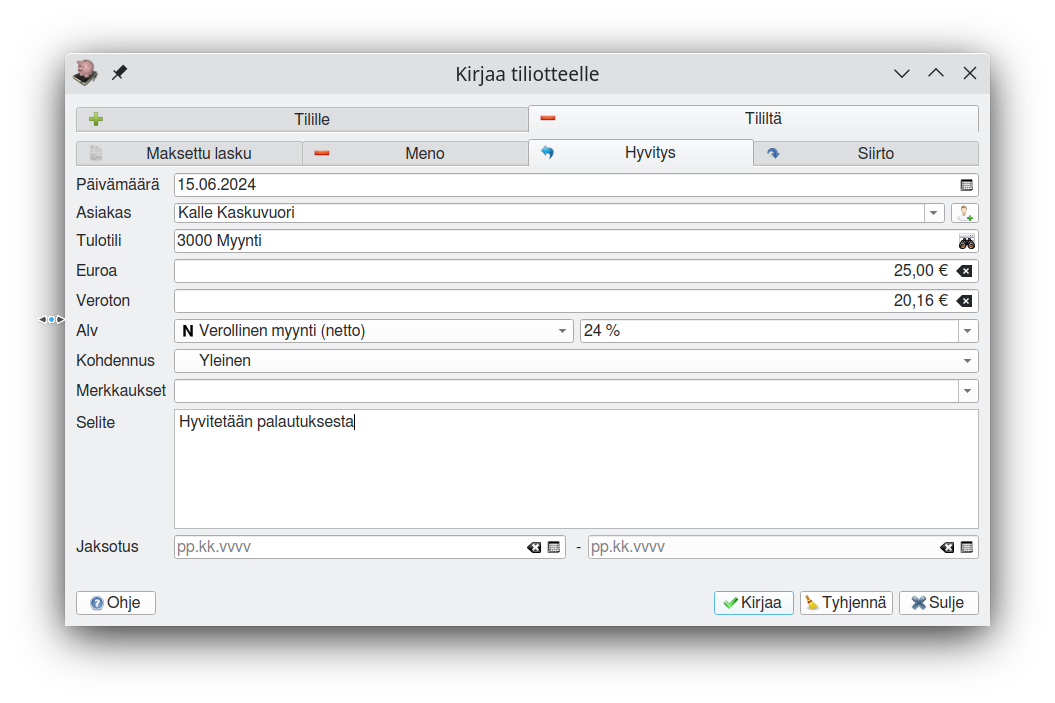 Kirjaa tiliotteelle
Tilille
Tililtä
Maksettu lasku
Meno
Hyvitys
Siirto
Päivämäärä 15.06.2024
Asiakas Kalle Kaskuvuori
Tulotili 3000 Myynti
Euroa 25,00 €
Veroton 20,16 €
Alv N Verollinen myynti (netto) 24 %
Kohdennus Yleinen
Merkkaukset
Selite Hyvitetään palautuksesta
Jaksotus pp.kk.vvvv - pp.kk.vvvv
Ohje
Kirjaa
Tyhjennä
Sulje